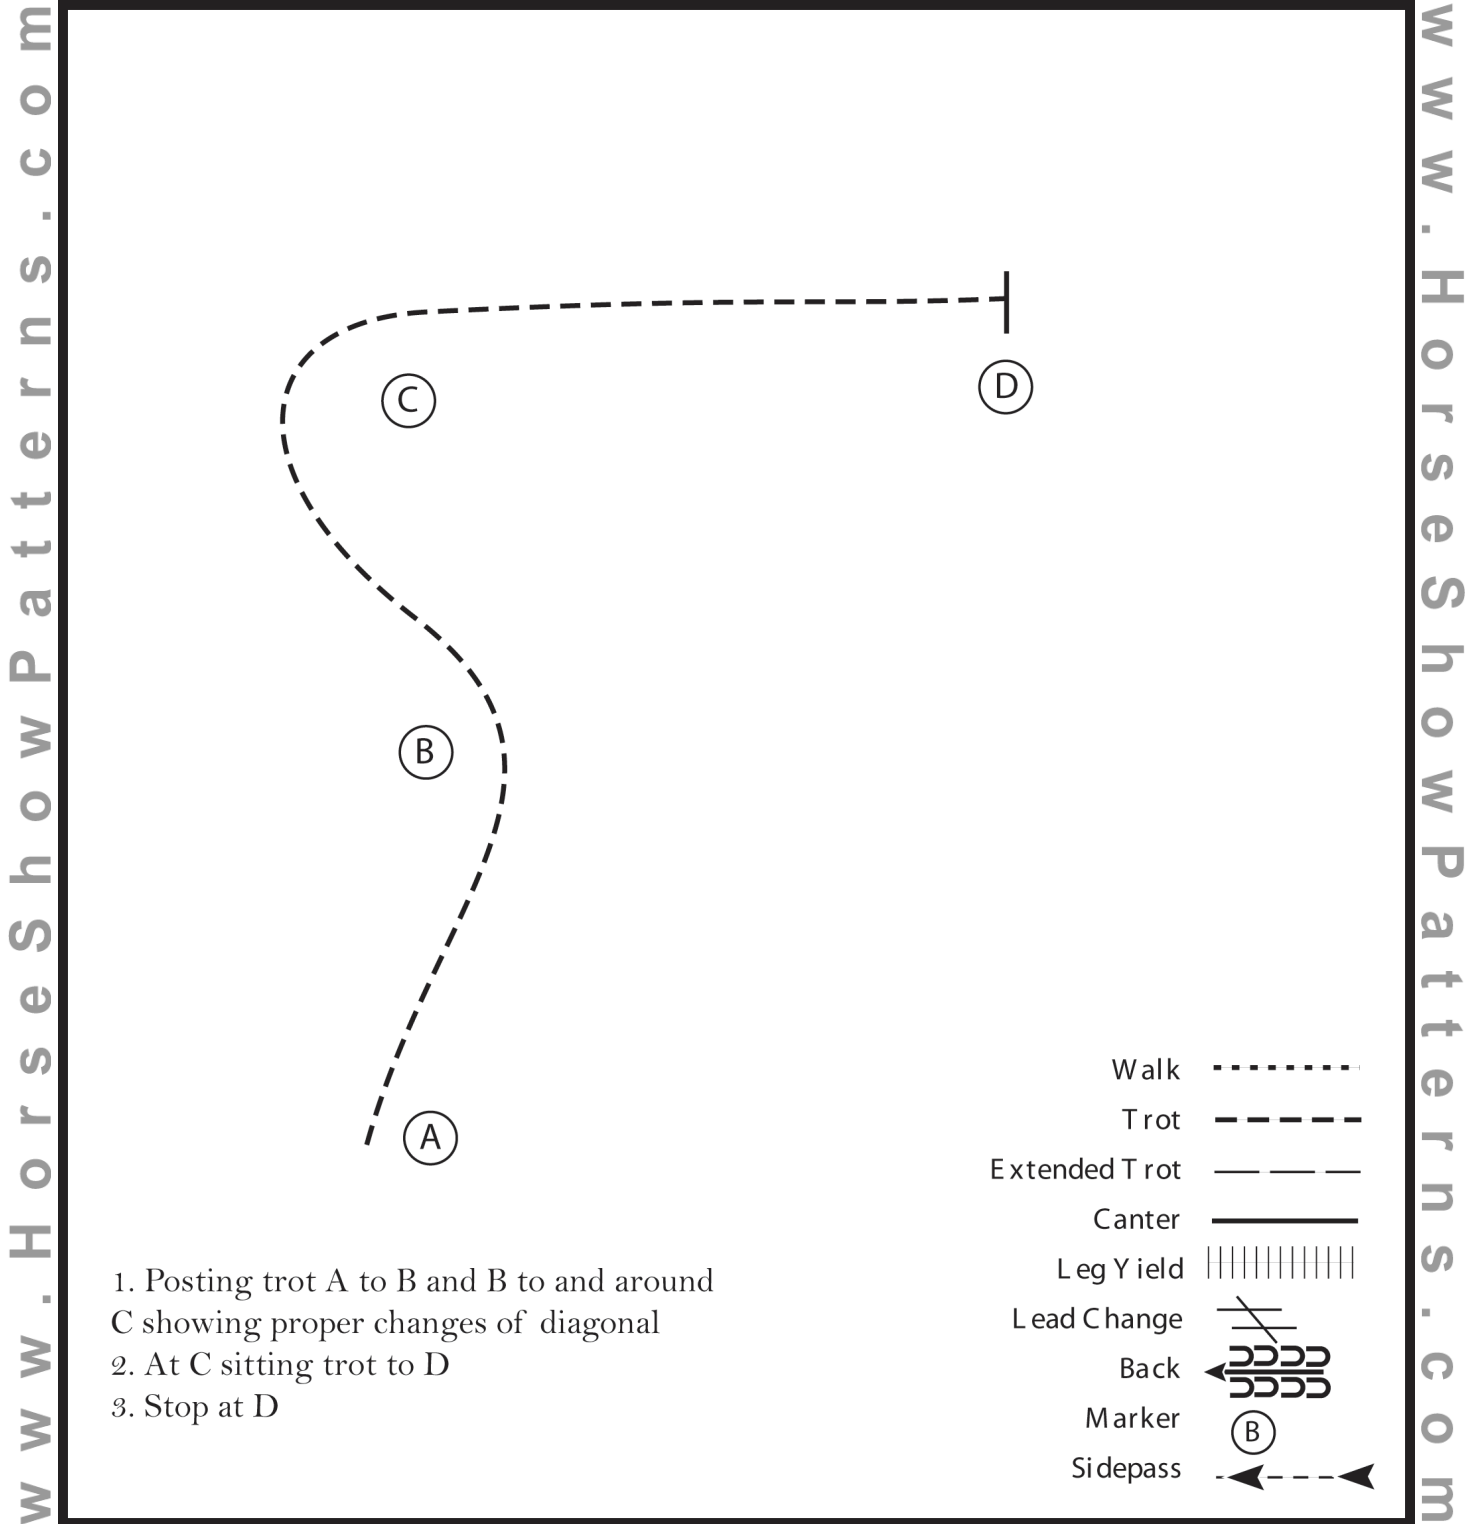 www.HorseShowPatterns.com
www.HorseShowPatterns.com
C
D
B
A
Walk
Trot
Extended Trot
Canter
Leg Yield
Lead Change
Back
Marker
B
Sidepass
1. Posting trot A to B and B to and around
C showing proper changes of diagonal
2. At C sitting trot to D
3. Stop at D